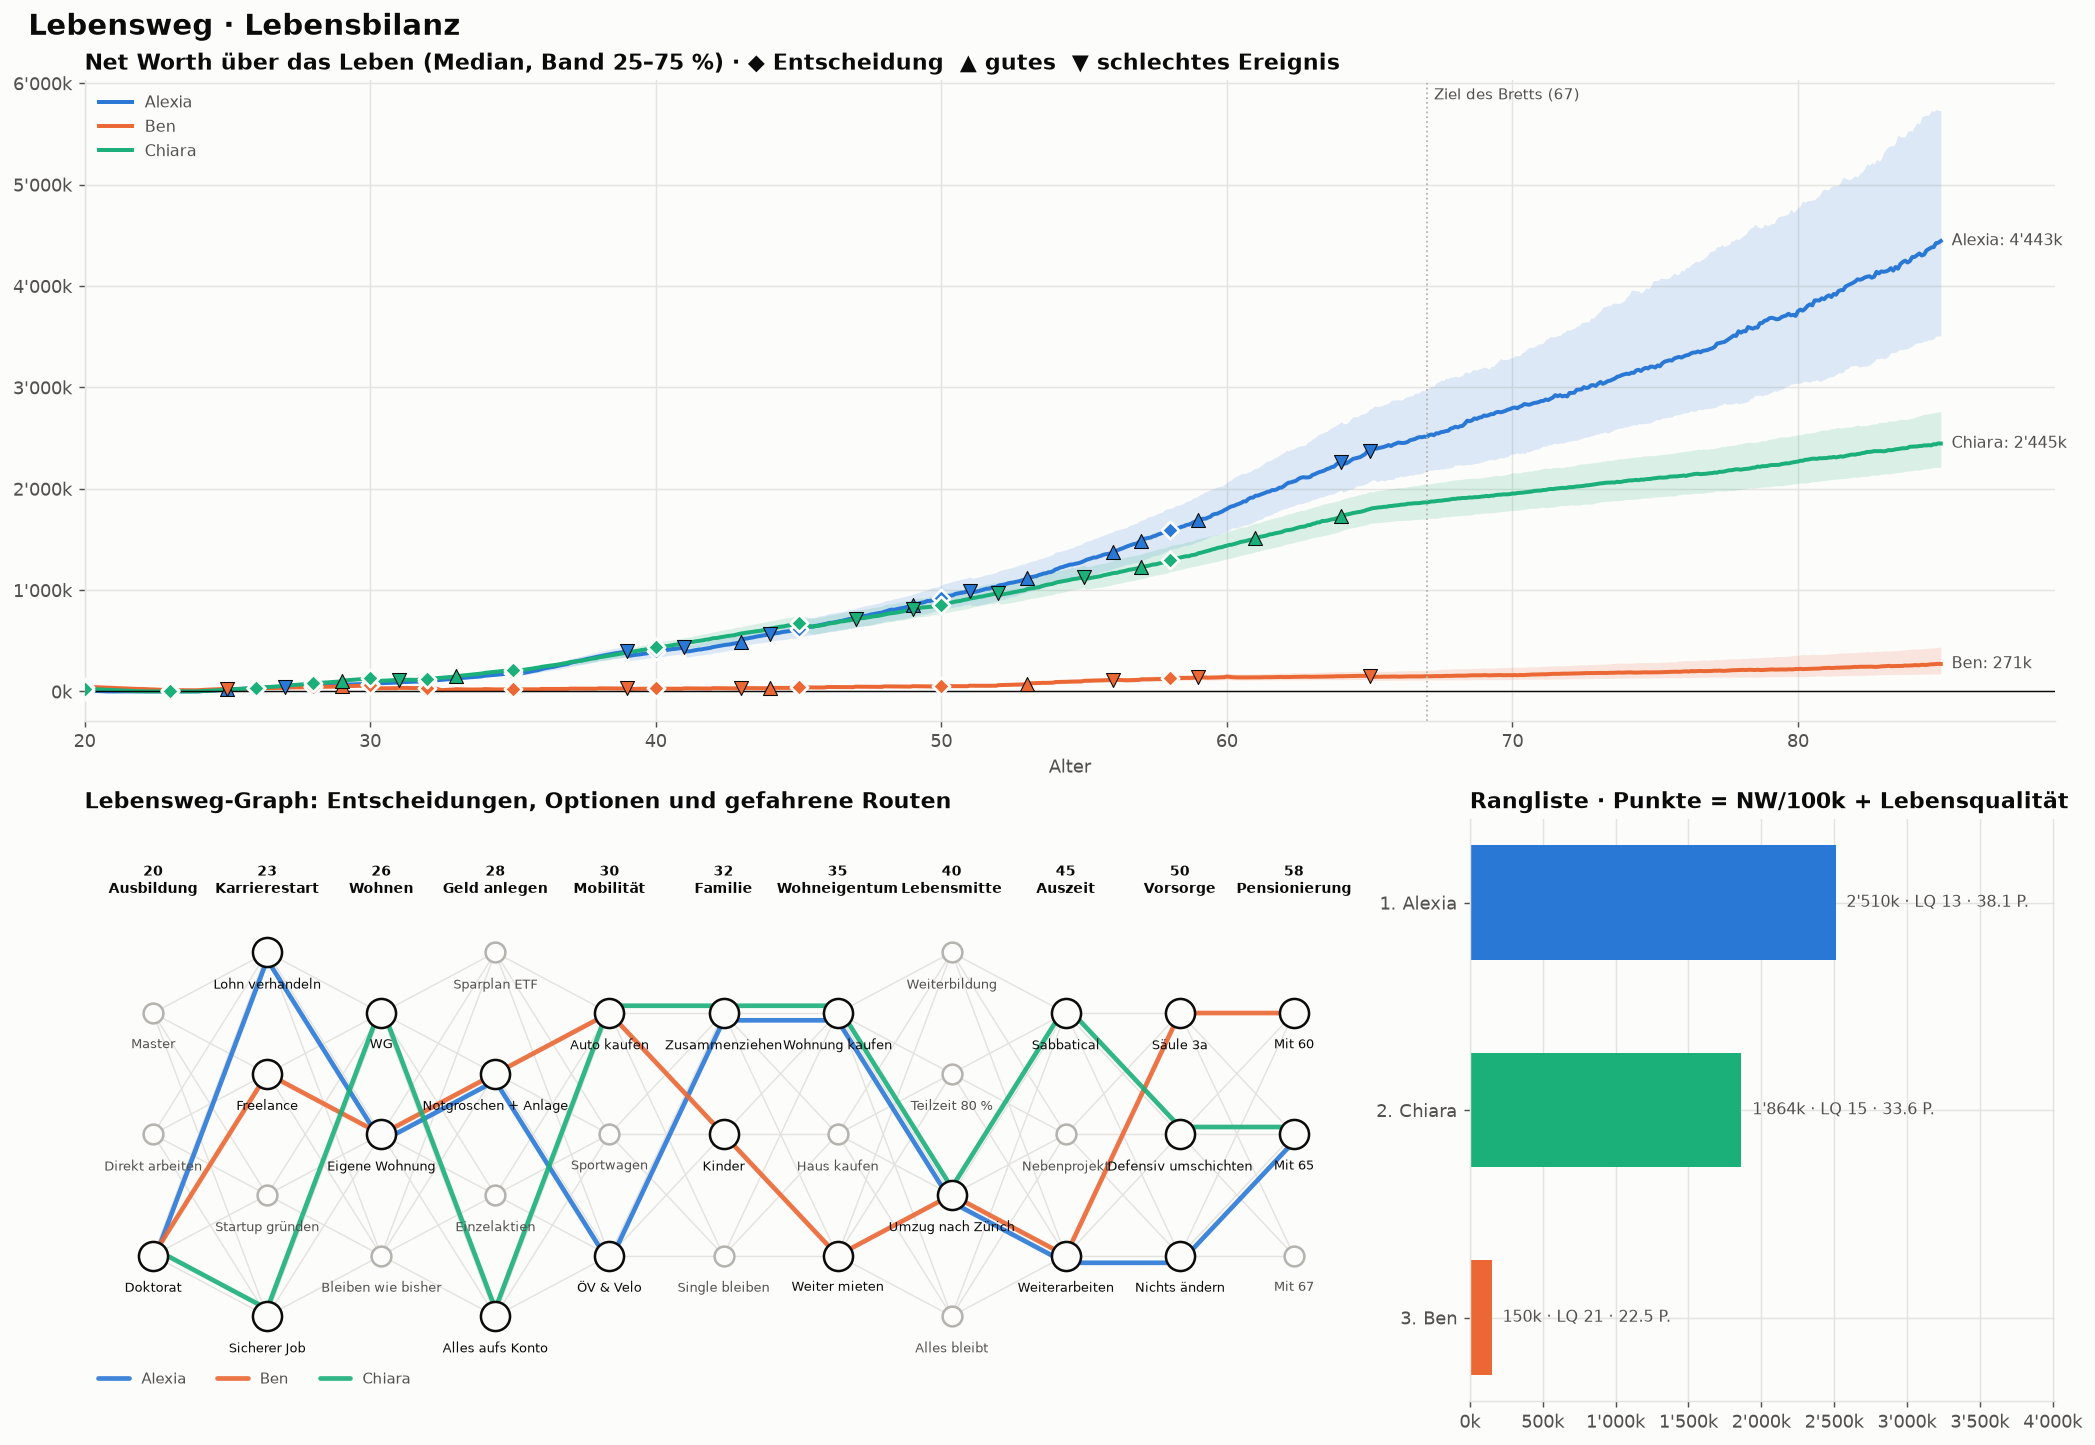 Lebensweg · Lebensbilanz
Net Worth über das Leben (Median, Band 25–75 %) · ◆ Entscheidung ▲ gutes ▼ schlechtes Ereignis
6'000k
5'000k
4'000k
3'000k
2'000k
1'000k
0k
Alexia
Ben
Chiara
Ziel des Bretts (67)
Alexia: 4'443k
Chiara: 2'445k
Ben: 271k
20 30 40 50 60 70 80
Alter
Lebensweg-Graph: Entscheidungen, Optionen und gefahrene Routen
20 23 26 28 30 32 35 40 45 50 58
Ausbildung Karrierestart Wohnen Geld anlegen Mobilität Familie Wohneigentum Lebensmitte Auszeit Vorsorge Pensionierung
Lohn verhandeln Sparplan ETF Weiterbildung
Master WG Auto kaufen Zusammenziehen Wohnung kaufen Sabbatical Säule 3a Mit 60
Freelance Notgroschen + Anlage Teilzeit 80 %
Direkt arbeiten Eigene Wohnung Sportwagen Kinder Haus kaufen Nebenprojekt Defensiv umschichten Mit 65
Startup gründen Einzelaktien Umzug nach Zürich
Doktorat Bleiben wie bisher ÖV & Velo Single bleiben Weiter mieten Weiterarbeiten Nichts ändern Mit 67
Sicherer Job Alles aufs Konto Alles bleibt
Alexia Ben Chiara
Rangliste · Punkte = NW/100k + Lebensqualität
1. Alexia
2'510k · LQ 13 · 38.1 P.
2. Chiara
1'864k · LQ 15 · 33.6 P.
3. Ben
150k · LQ 21 · 22.5 P.
0k 500k 1'000k 1'500k 2'000k 2'500k 3'000k 3'500k 4'000k